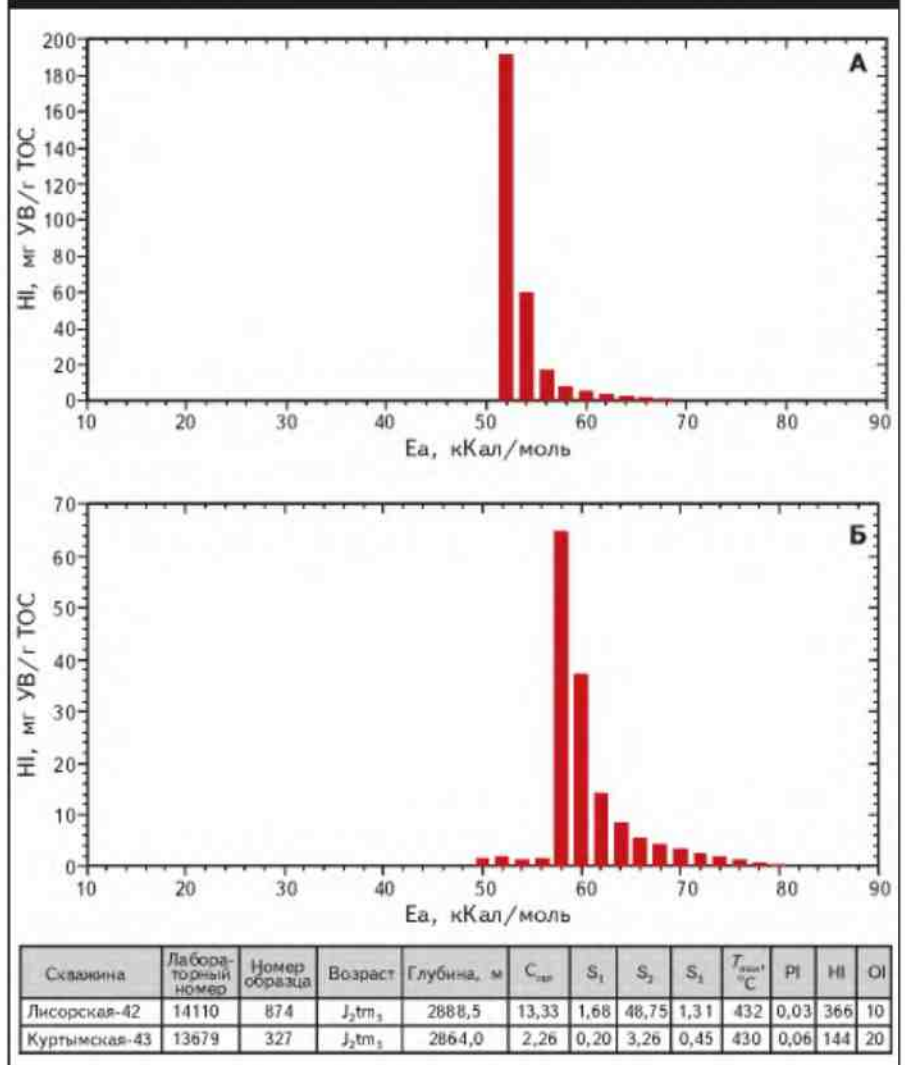 200
180
160
140
120
100
80
60
40
20
0
HI, мг УВ/г ТОС
А
10 20 30 40 50 60 70 80 90
Еа, кКал/моль
70
60
50
40
30
20
10
0
HI, мг УВ/г ТОС
Б
10 20 30 40 50 60 70 80 90
Еа, кКал/моль
Скважина Лабора-торный номер Номер образца Возраст Глубина, м S₁ S₂ S₃ °С PI HI OI
Лисорская-42 14110 874 J₂tm₃ 2888,5 13,33 1,68 48,75 1,31 432 0,03 366 10
Куртымская-43 13679 327 J₂tm₃ 2864,0 2,26 0,20 3,26 0,45 430 0,06 144 20